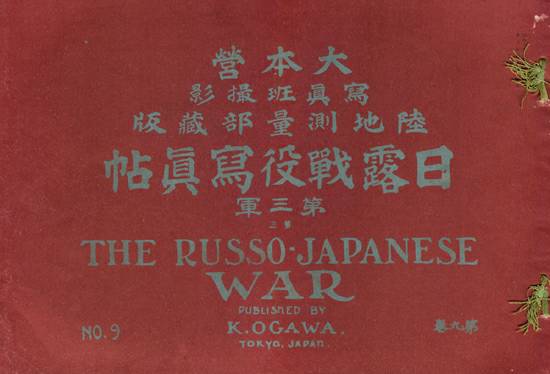 大本營
寫眞班撮影
陸地測量部藏版
日露戰役寫眞帖
第三軍
THE RUSSO-JAPANESE
WAR
PUBLISHED BY
K.OGAWA.
TOKYO, JAPAN.
NO. 9
第九卷